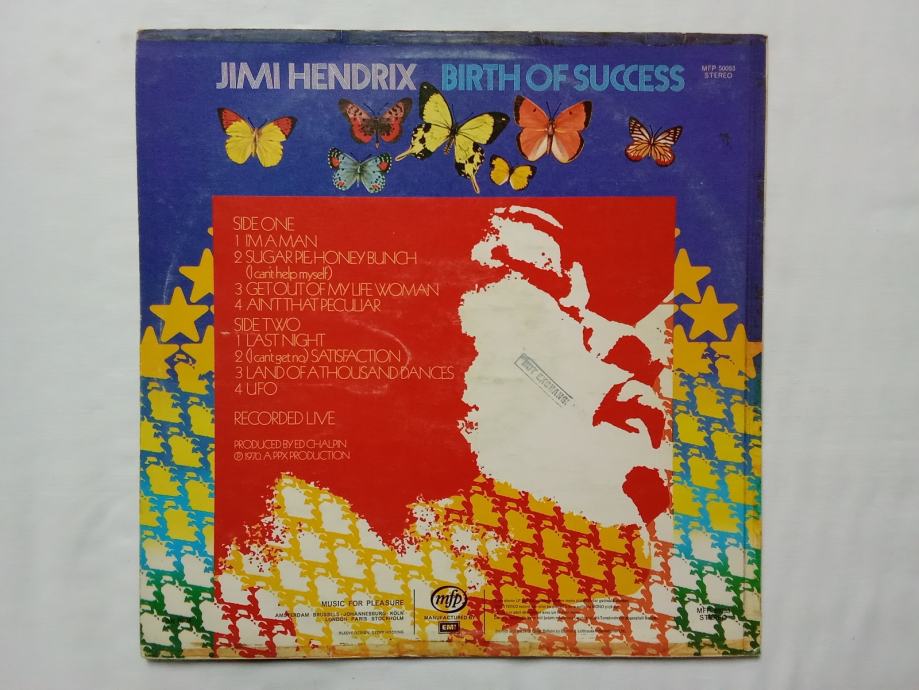 JIMI HENDRIX BIRTH OF SUCCESS
MFP 50053
STEREO
SIDE ONE
1 I'M A MAN
2 SUGAR PIE, HONEY BUNCH
(I can't help myself)
3 GET OUT OF MY LIFE WOMAN
4 AIN'T THAT PECULIAR
SIDE TWO
1 LAST NIGHT
2 (I can't get no) SATISFACTION
3 LAND OF A THOUSAND DANCES
4 UFO
RECORDED LIVE
PRODUCED BY ED CHALPIN
℗ 1970. A PPX PRODUCTION
MUSIC FOR PLEASURE
AMSTERDAM BRUSSELS JOHANNESBURG KÖLN
LONDON PARIS STOCKHOLM
mfp
MANUFACTURED BY
EMI
MFP
STEREO